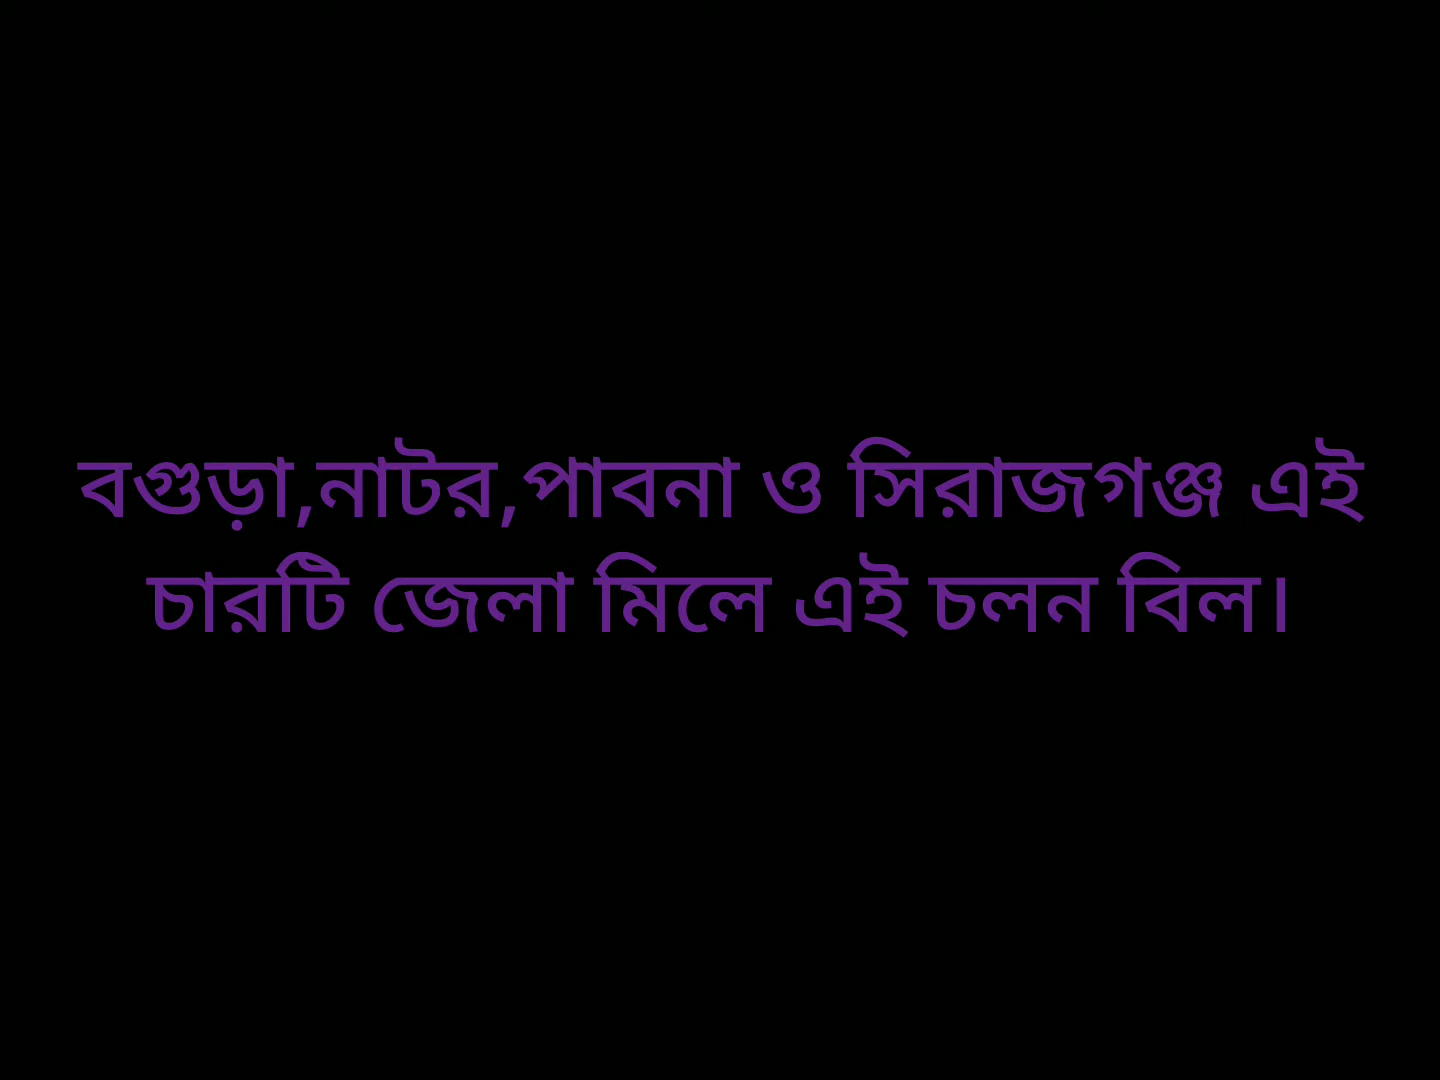 বগুড়া,নাটর,পাবনা ও সিরাজগঞ্জ এই
চারটি জেলা মিলে এই চলন বিল।